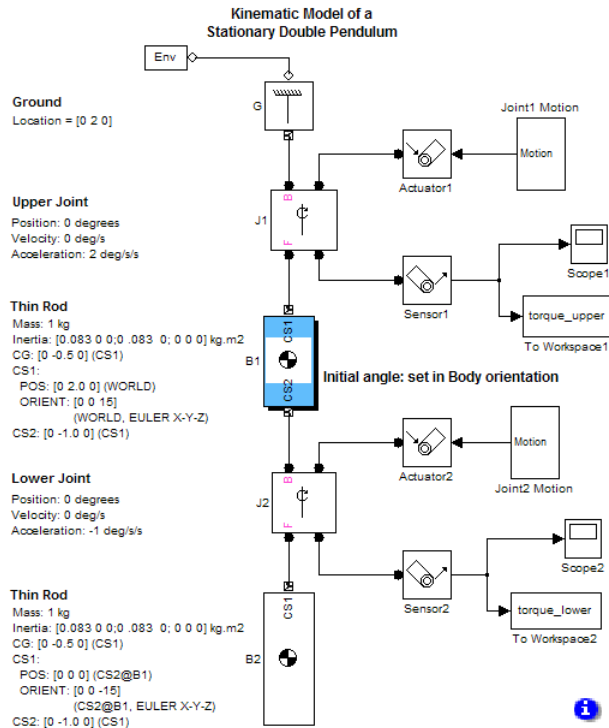 Kinematic Model of a
Stationary Double Pendulum
Env
Ground
Location = [0 2 0]
G
Joint1 Motion
Motion
Actuator1
Upper Joint
Position: 0 degrees
Velocity: 0 deg/s
Acceleration: 2 deg/s/s
B
J1
F
Sensor1
Scope1
torque_upper
To Workspace1
Thin Rod
Mass: 1 kg
Inertia: [0.083 0 0;0 .083  0; 0 0 0] kg.m2
CG: [0 -0.5 0] (CS1)
CS1:
POS: [0 2.0 0] (WORLD)
ORIENT: [0 0 15]
(WORLD, EULER X-Y-Z)
CS2: [0 -1.0 0] (CS1)
CS1
B1
CS2
Initial angle: set in Body orientation
Motion
Joint2 Motion
Actuator2
Lower Joint
Position: 0 degrees
Velocity: 0 deg/s
Acceleration: -1 deg/s/s
B
J2
F
Sensor2
Scope2
torque_lower
To Workspace2
Thin Rod
Mass: 1 kg
Inertia: [0.083 0 0;0 .083  0; 0 0 0] kg.m2
CG: [0 -0.5 0] (CS1)
CS1:
POS: [0 0 0] (CS2@B1)
ORIENT: [0 0 -15]
(CS2@B1, EULER X-Y-Z)
CS2: [0 -1.0 0] (CS1)
CS1
B2
i